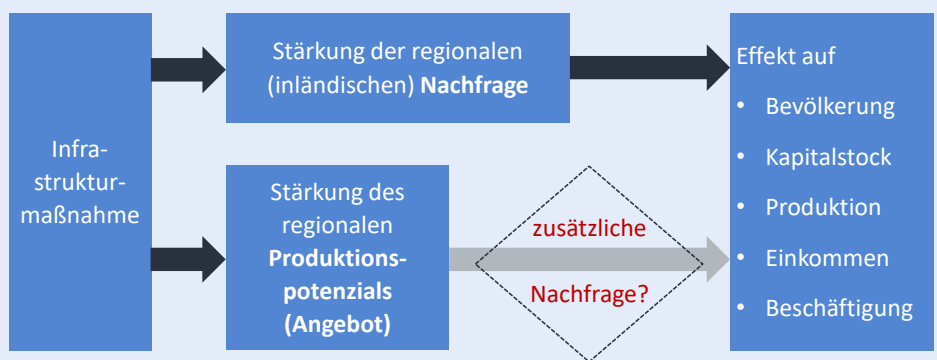 Infra-
struktur-
maßnahme
Stärkung der regionalen
(inländischen) Nachfrage
Stärkung des
regionalen
Produktions-
potenzials
(Angebot)
zusätzliche
Nachfrage?
Effekt auf
• Bevölkerung
• Kapitalstock
• Produktion
• Einkommen
• Beschäftigung